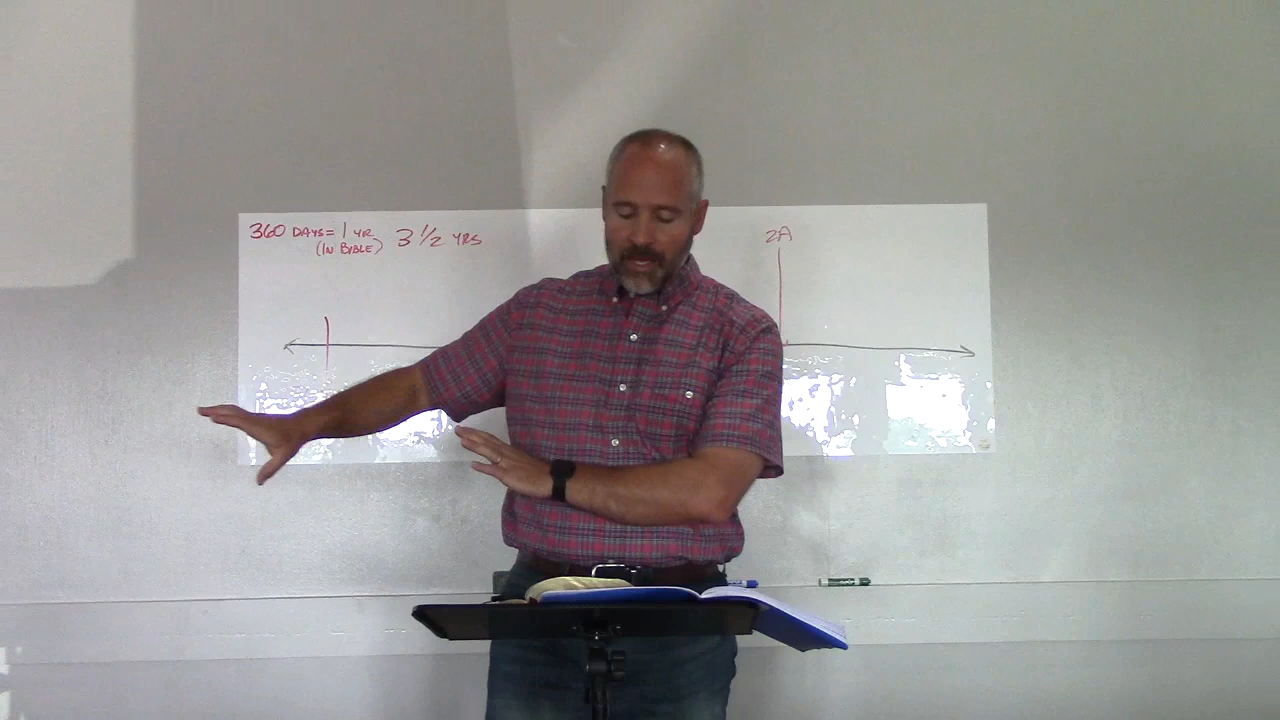 360 DAYS = 1 YR
(IN BIBLE)
3 1/2 YRS
2A